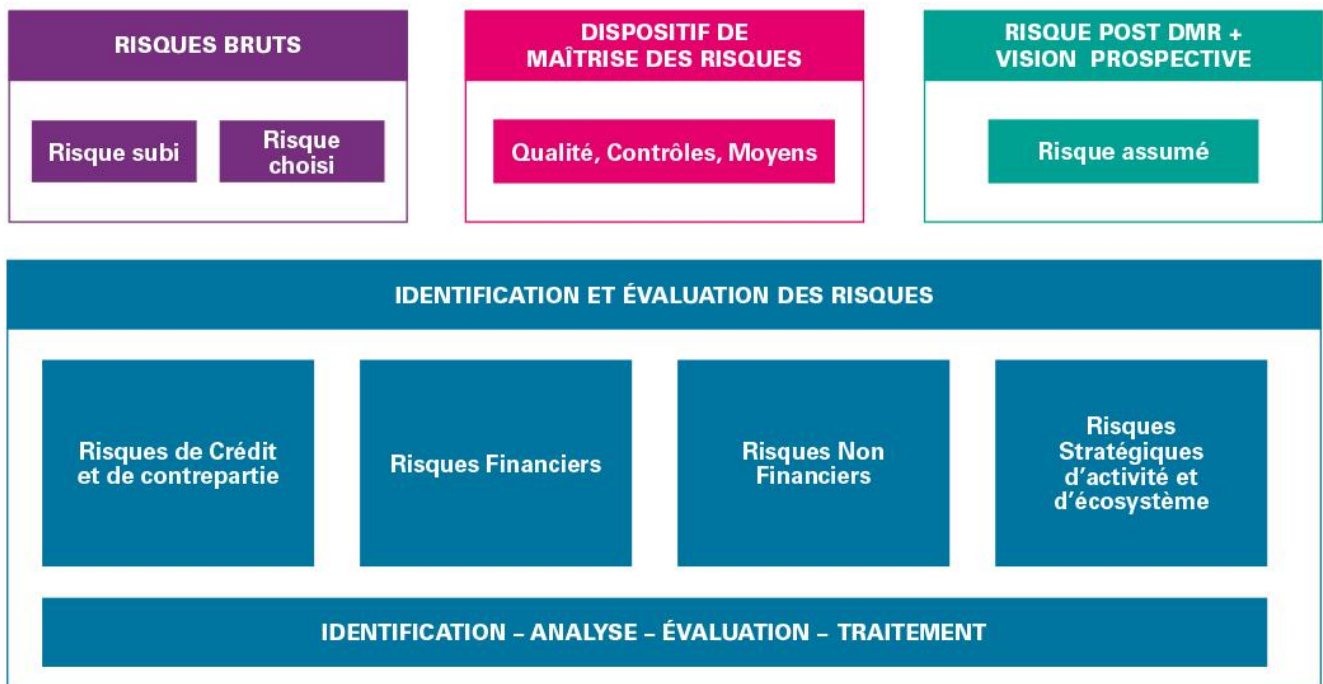 RISQUES BRUTS
Risque subi
Risque
choisi
DISPOSITIF DE
MAÎTRISE DES RISQUES
Qualité, Contrôles, Moyens
RISQUE POST DMR +
VISION PROSPECTIVE
Risque assumé
IDENTIFICATION ET ÉVALUATION DES RISQUES
Risques de Crédit
et de contrepartie
Risques Financiers
Risques Non
Financiers
Risques
Stratégiques
d’activité et
d’écosystème
IDENTIFICATION – ANALYSE – ÉVALUATION – TRAITEMENT